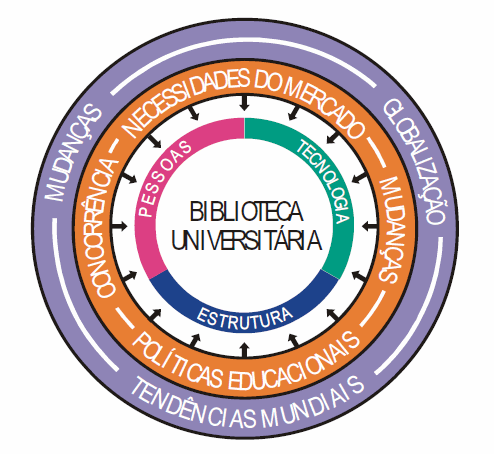 MUDANÇAS
GLOBALIZAÇÃO
TENDÊNCIAS MUNDIAIS
NECESSIDADES DO MERCADO
MUDANÇAS
POLÍTICAS EDUCACIONAIS
CONCORRÊNCIA
PESSOAS
TECNOLOGIA
ESTRUTURA
BIBLIOTECA
UNIVERSITÁRIA